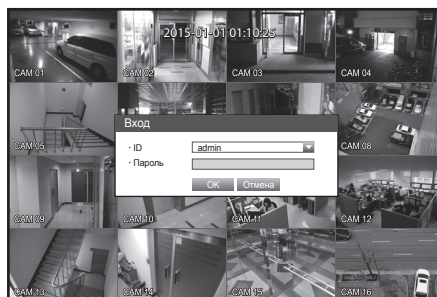 2015-01-01 01:10:25
CAM 01
CAM 02
CAM 03
CAM 04
CAM 05
CAM 08
Вход
· ID
admin
· Пароль
OK
Отмена
CAM 09
CAM 10
CAM 11
CAM 12
CAM 13
CAM 14
CAM 15
CAM 16